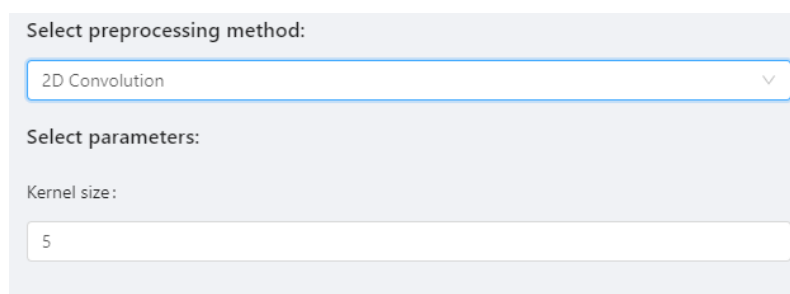 Select preprocessing method:
2D Convolution
Select parameters:
Kernel size:
5